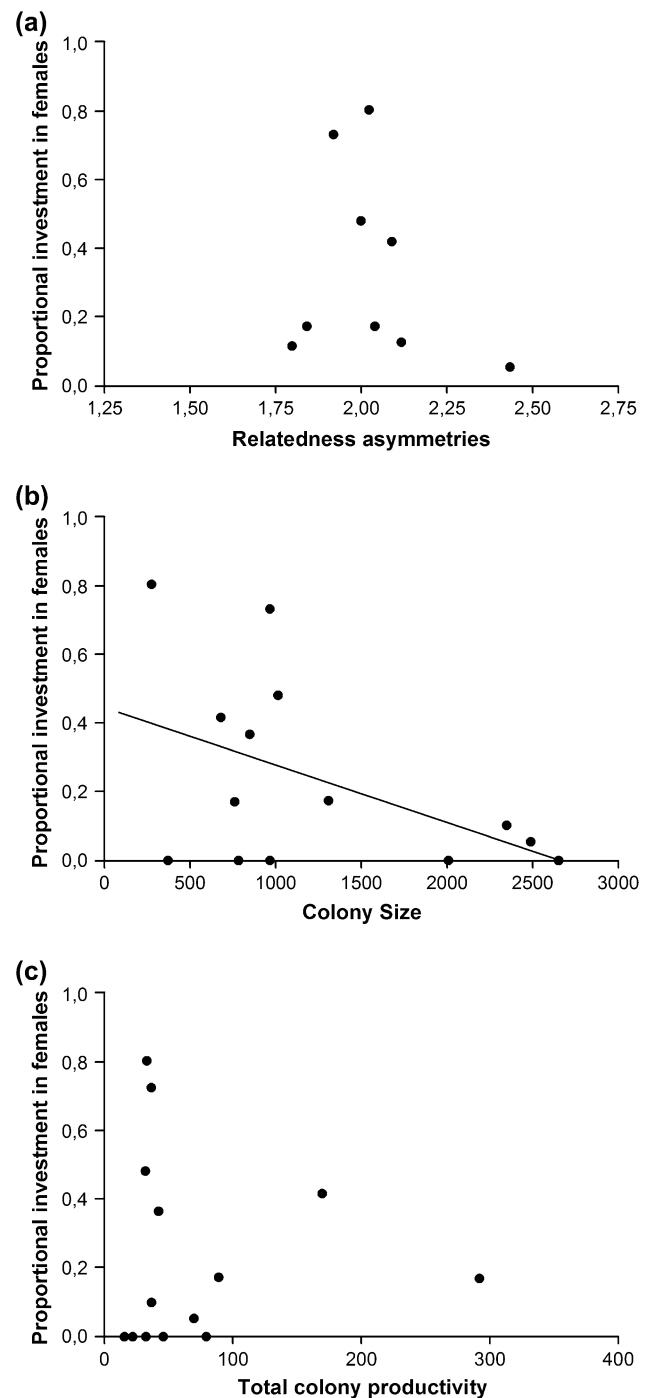 (a)
Proportional investment in females
1,0
0,8
0,6
0,4
0,2
0,0
1,25 1,50 1,75 2,00 2,25 2,50 2,75
Relatedness asymmetries
(b)
Proportional investment in females
1,0
0,8
0,6
0,4
0,2
0,0
0 500 1000 1500 2000 2500 3000
Colony Size
(c)
Proportional investment in females
1,0
0,8
0,6
0,4
0,2
0,0
0 100 200 300 400
Total colony productivity